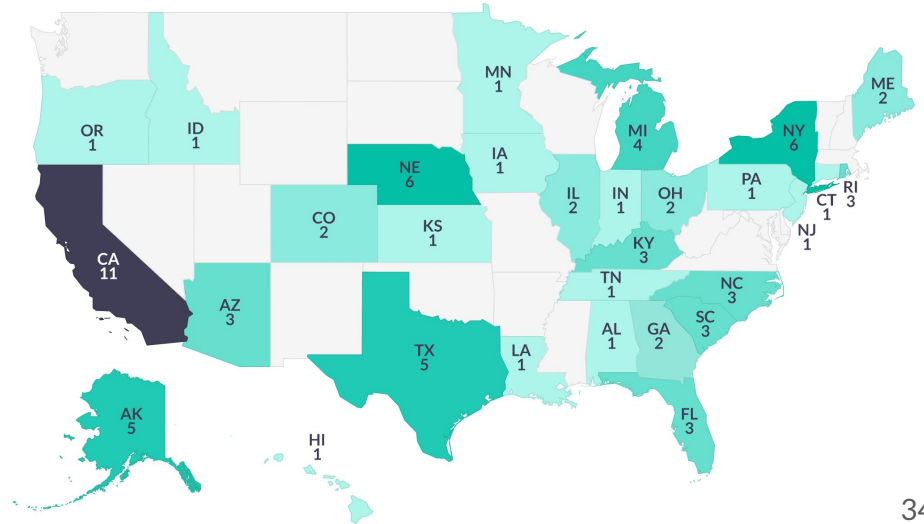 ME
2
MN
1
OR
1
ID
1
MI
4
NY
6
IA
1
NE
6
PA
1
RI
3
CT
1
NJ
1
IL
2
IN
1
OH
2
CO
2
KS
1
KY
3
CA
11
TN
1
NC
3
AZ
3
SC
3
AL
1
GA
2
TX
5
LA
1
FL
3
AK
5
HI
1
34